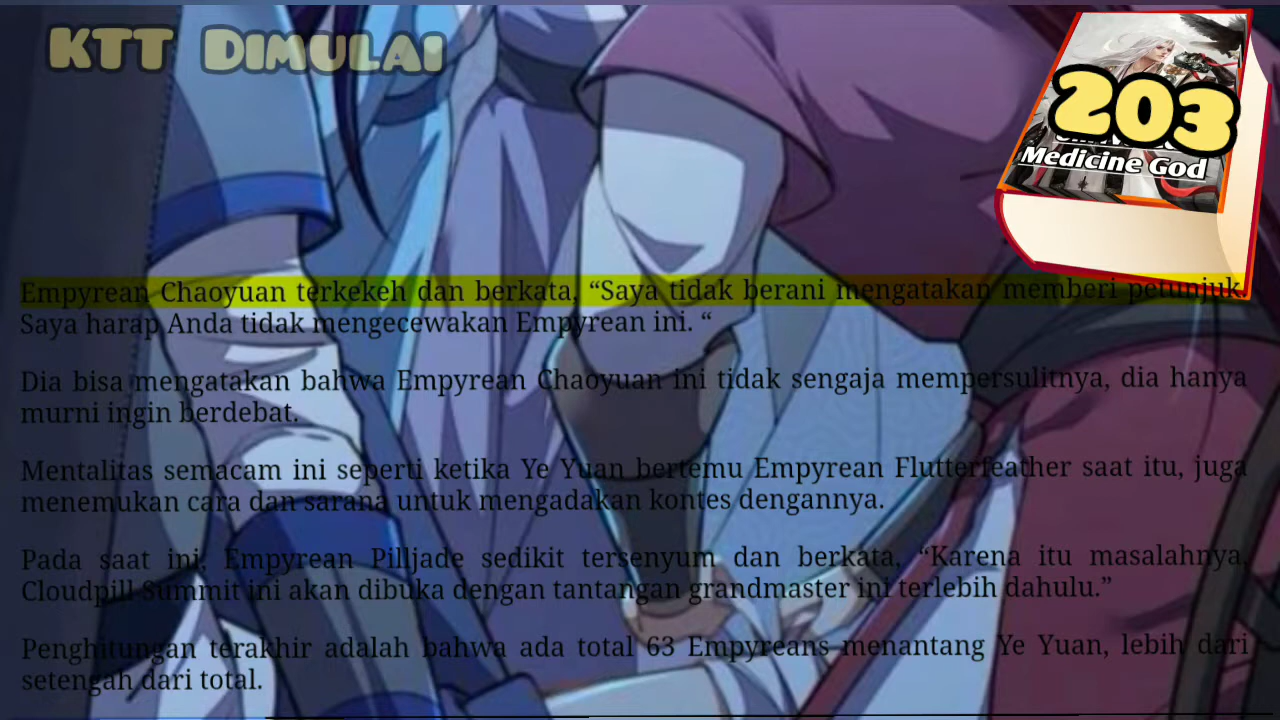 KTT Dimulai
203
Medicine God
Empyrean Chaoyuan terkekeh dan berkata, “Saya tidak berani mengatakan memberi petunjuk.
Saya harap Anda tidak mengecewakan Empyrean ini. “
Dia bisa mengatakan bahwa Empyrean Chaoyuan ini tidak sengaja mempersulitnya, dia hanya
murni ingin berdebat.
Mentalitas semacam ini seperti ketika Ye Yuan bertemu Empyrean Flutterfeather saat itu, juga
menemukan cara dan sarana untuk mengadakan kontes dengannya.
Pada saat ini, Empyrean Pilljade sedikit tersenyum dan berkata, “Karena itu masalahnya,
Cloudpill Summit ini akan dibuka dengan tantangan grandmaster ini terlebih dahulu.”
Penghitungan terakhir adalah bahwa ada total 63 Empyreans menantang Ye Yuan, lebih dari
setengah dari total.